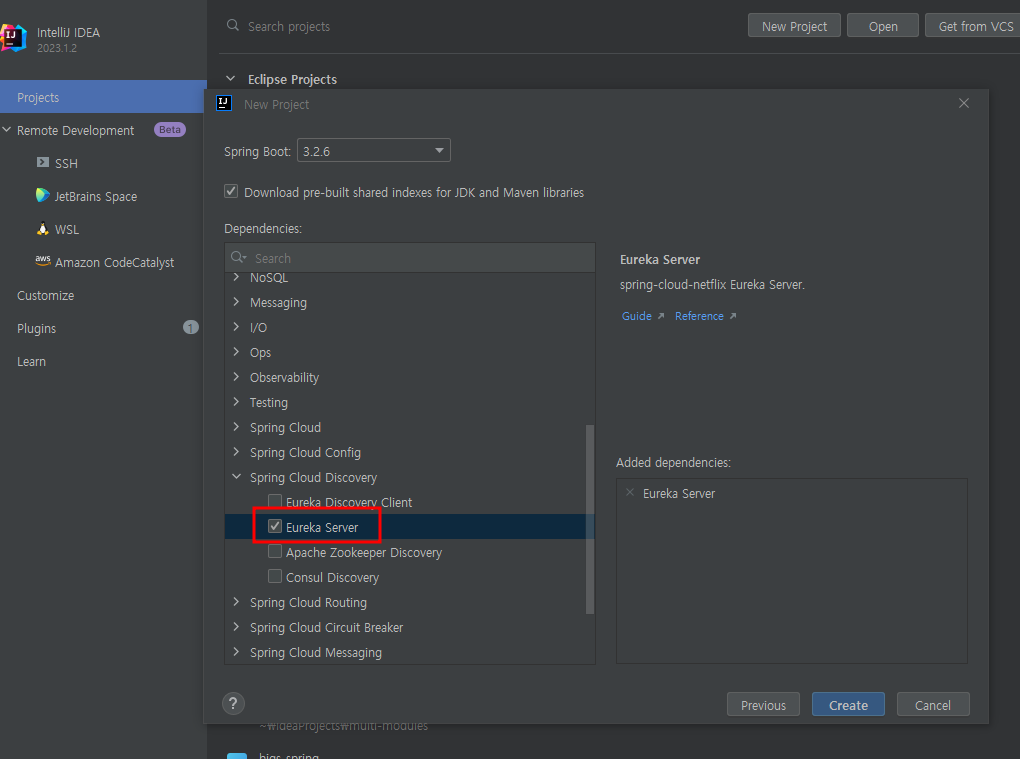 IntelliJ IDEA
2023.1.2
Search projects
New Project
Open
Get from VCS
Projects
Remote Development
Beta
SSH
JetBrains Space
WSL
aws
Amazon CodeCatalyst
Customize
Plugins
1
Learn
Eclipse Projects
IJ
New Project
Spring Boot:
3.2.6
Download pre-built shared indexes for JDK and Maven libraries
Dependencies:
Search
NoSQL
Messaging
I/O
Ops
Observability
Testing
Spring Cloud
Spring Cloud Config
Spring Cloud Discovery
Eureka Discovery Client
Eureka Server
Apache Zookeeper Discovery
Consul Discovery
Spring Cloud Routing
Spring Cloud Circuit Breaker
Spring Cloud Messaging
Eureka Server
spring-cloud-netflix Eureka Server.
Guide ↗ Reference ↗
Added dependencies:
Eureka Server
?
Previous
Create
Cancel
~₩IdeaProjects₩multi-modules